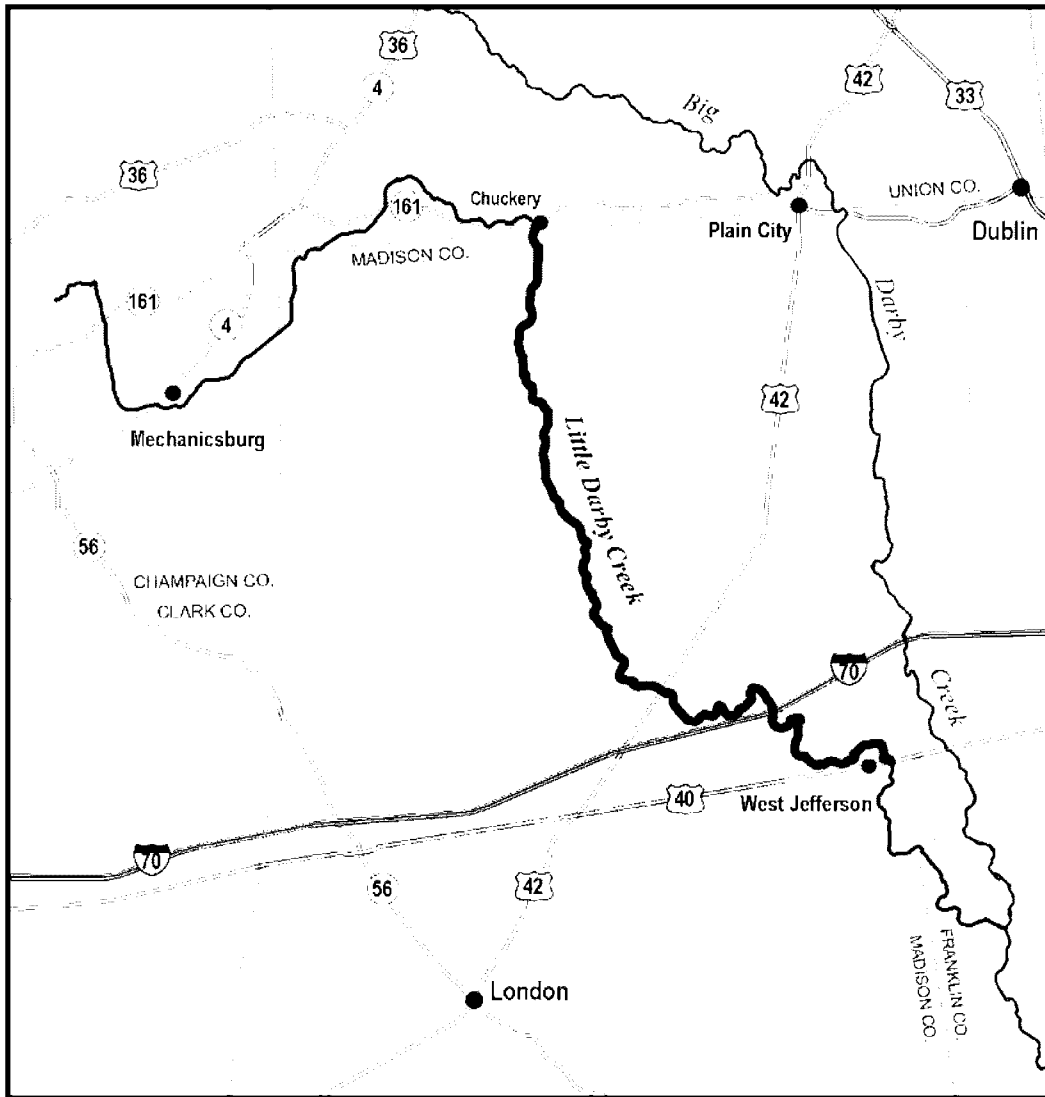 36
42
4
33
Big
36
UNION CO.
161
Chuckery
Plain City
Dublin
MADISON CO.
Darby
161
4
42
Mechanicsburg
Little Darby Creek
56
CHAMPAIGN CO.
CLARK CO.
70
Creek
40
West Jefferson
70
56
42
FRANKLIN CO.
MADISON CO.
London